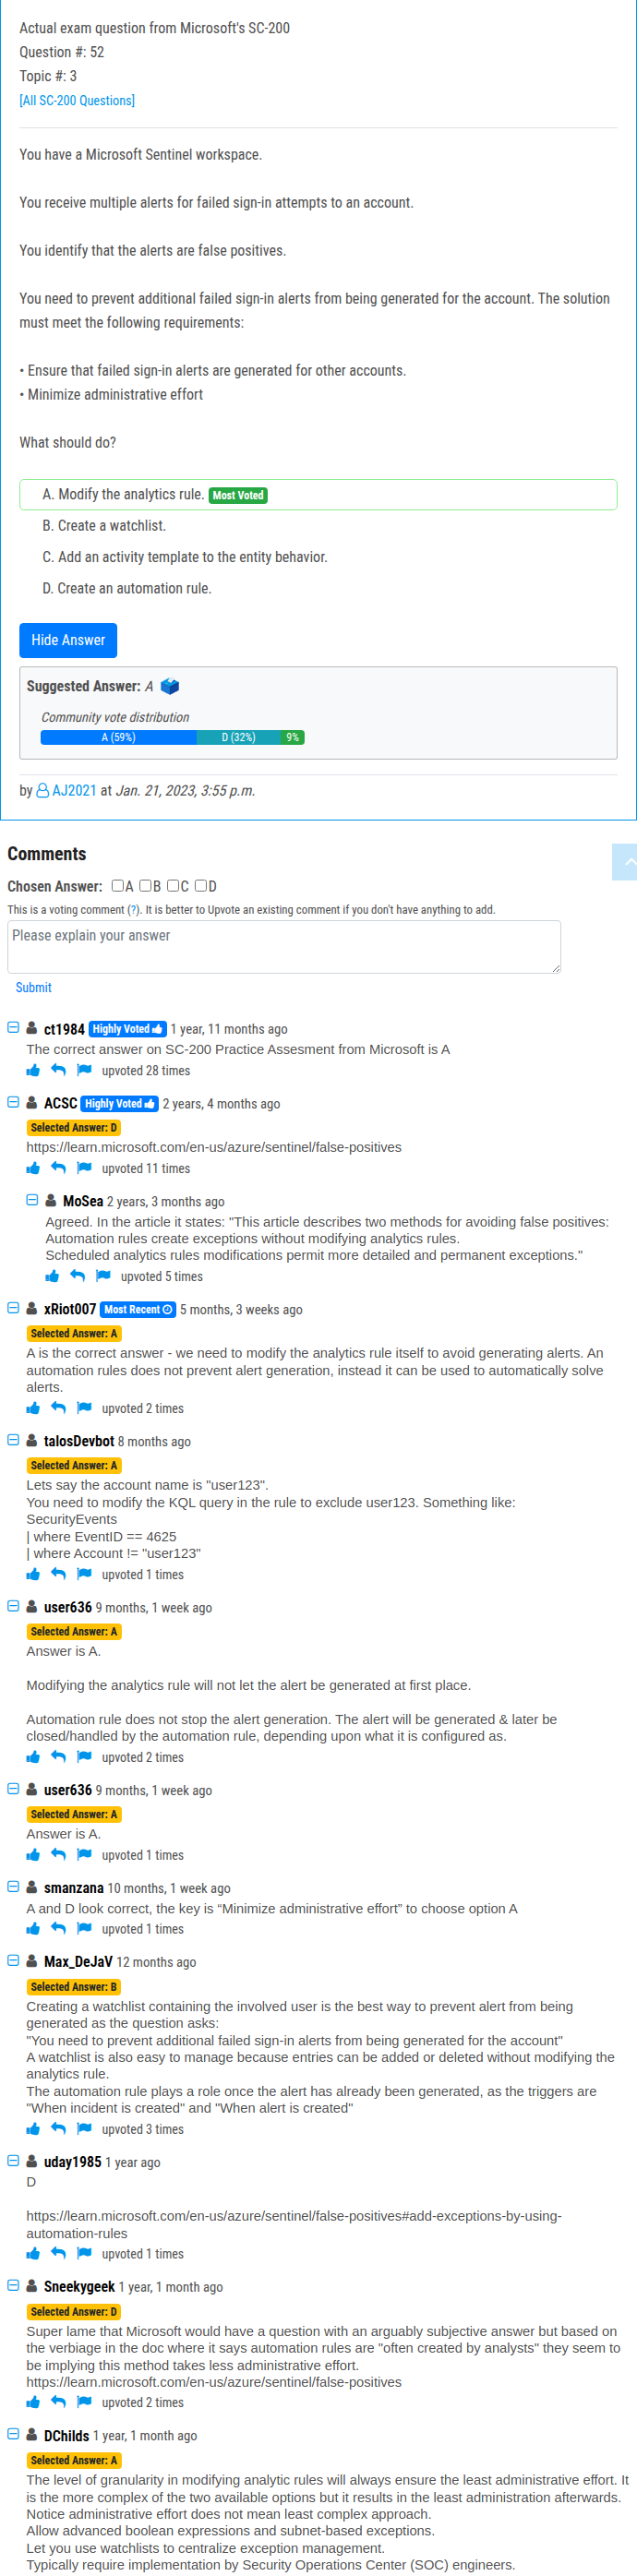 Actual exam question from Microsoft's SC-200
Question #: 52
Topic #: 3
[All SC-200 Questions]
You have a Microsoft Sentinel workspace.
You receive multiple alerts for failed sign-in attempts to an account.
You identify that the alerts are false positives.
You need to prevent additional failed sign-in alerts from being generated for the account. The solution
must meet the following requirements:
• Ensure that failed sign-in alerts are generated for other accounts.
• Minimize administrative effort
What should do?
A. Modify the analytics rule. Most Voted
B. Create a watchlist.
C. Add an activity template to the entity behavior.
D. Create an automation rule.
Hide Answer
Suggested Answer: A
Community vote distribution
A (59%) D (32%) 9%
by AJ2021 at Jan. 21, 2023, 3:55 p.m.
Comments
Chosen Answer: A B C D
This is a voting comment (?). It is better to Upvote an existing comment if you don't have anything to add.
Please explain your answer
Submit
ct1984 Highly Voted 1 year, 11 months ago
The correct answer on SC-200 Practice Assesment from Microsoft is A
upvoted 28 times
ACSC Highly Voted 2 years, 4 months ago
Selected Answer: D
https://learn.microsoft.com/en-us/azure/sentinel/false-positives
upvoted 11 times
MoSea 2 years, 3 months ago
Agreed. In the article it states: "This article describes two methods for avoiding false positives:
Automation rules create exceptions without modifying analytics rules.
Scheduled analytics rules modifications permit more detailed and permanent exceptions."
upvoted 5 times
xRiot007 Most Recent 5 months, 3 weeks ago
Selected Answer: A
A is the correct answer - we need to modify the analytics rule itself to avoid generating alerts. An
automation rules does not prevent alert generation, instead it can be used to automatically solve
alerts.
upvoted 2 times
talosDevbot 8 months ago
Selected Answer: A
Lets say the account name is "user123".
You need to modify the KQL query in the rule to exclude user123. Something like:
SecurityEvents
| where EventID == 4625
| where Account != "user123"
upvoted 1 times
user636 9 months, 1 week ago
Selected Answer: A
Answer is A.
Modifying the analytics rule will not let the alert be generated at first place.
Automation rule does not stop the alert generation. The alert will be generated & later be
closed/handled by the automation rule, depending upon what it is configured as.
upvoted 2 times
user636 9 months, 1 week ago
Selected Answer: A
Answer is A.
upvoted 1 times
smanzana 10 months, 1 week ago
A and D look correct, the key is “Minimize administrative effort” to choose option A
upvoted 1 times
Max_DeJaV 12 months ago
Selected Answer: B
Creating a watchlist containing the involved user is the best way to prevent alert from being
generated as the question asks:
"You need to prevent additional failed sign-in alerts from being generated for the account"
A watchlist is also easy to manage because entries can be added or deleted without modifying the
analytics rule.
The automation rule plays a role once the alert has already been generated, as the triggers are
"When incident is created" and "When alert is created"
upvoted 3 times
uday1985 1 year ago
D
https://learn.microsoft.com/en-us/azure/sentinel/false-positives#add-exceptions-by-using-
automation-rules
upvoted 1 times
Sneekygeek 1 year, 1 month ago
Selected Answer: D
Super lame that Microsoft would have a question with an arguably subjective answer but based on
the verbiage in the doc where it says automation rules are "often created by analysts" they seem to
be implying this method takes less administrative effort.
https://learn.microsoft.com/en-us/azure/sentinel/false-positives
upvoted 2 times
DChilds 1 year, 1 month ago
Selected Answer: A
The level of granularity in modifying analytic rules will always ensure the least administrative effort. It
is the more complex of the two available options but it results in the least administration afterwards.
Notice administrative effort does not mean least complex approach.
Allow advanced boolean expressions and subnet-based exceptions.
Let you use watchlists to centralize exception management.
Typically require implementation by Security Operations Center (SOC) engineers.